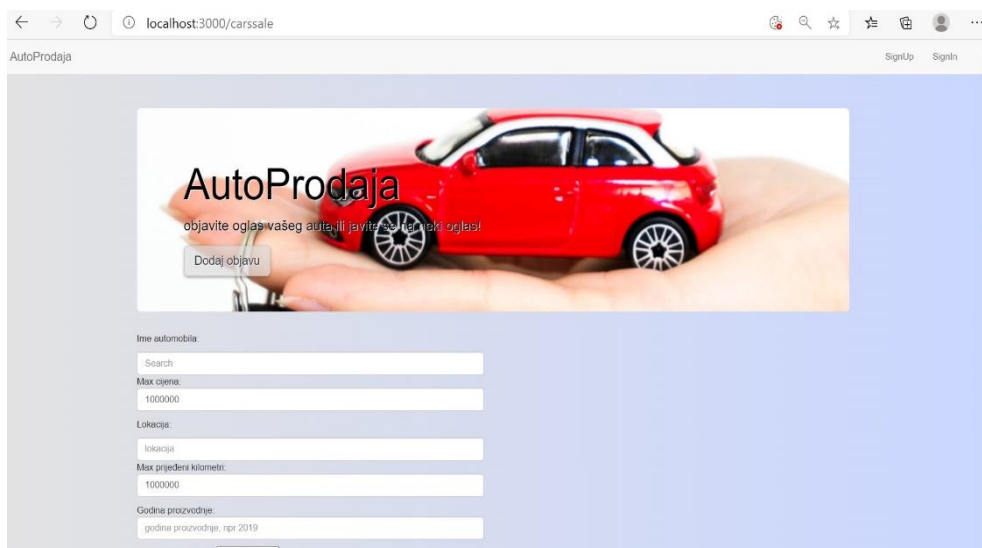 localhost:3000/carssale
AutoProdaja
SignUp SignIn
AutoProdaja
objavite oglas vašeg auta ili javite se na neki oglas!
Dodaj objavu
Ime automobila:
Search
Max cijena:
1000000
Lokacija:
lokacija
Max prijeđeni kilometri:
1000000
Godina proizvodnje:
godina proizvodnje, npr 2019